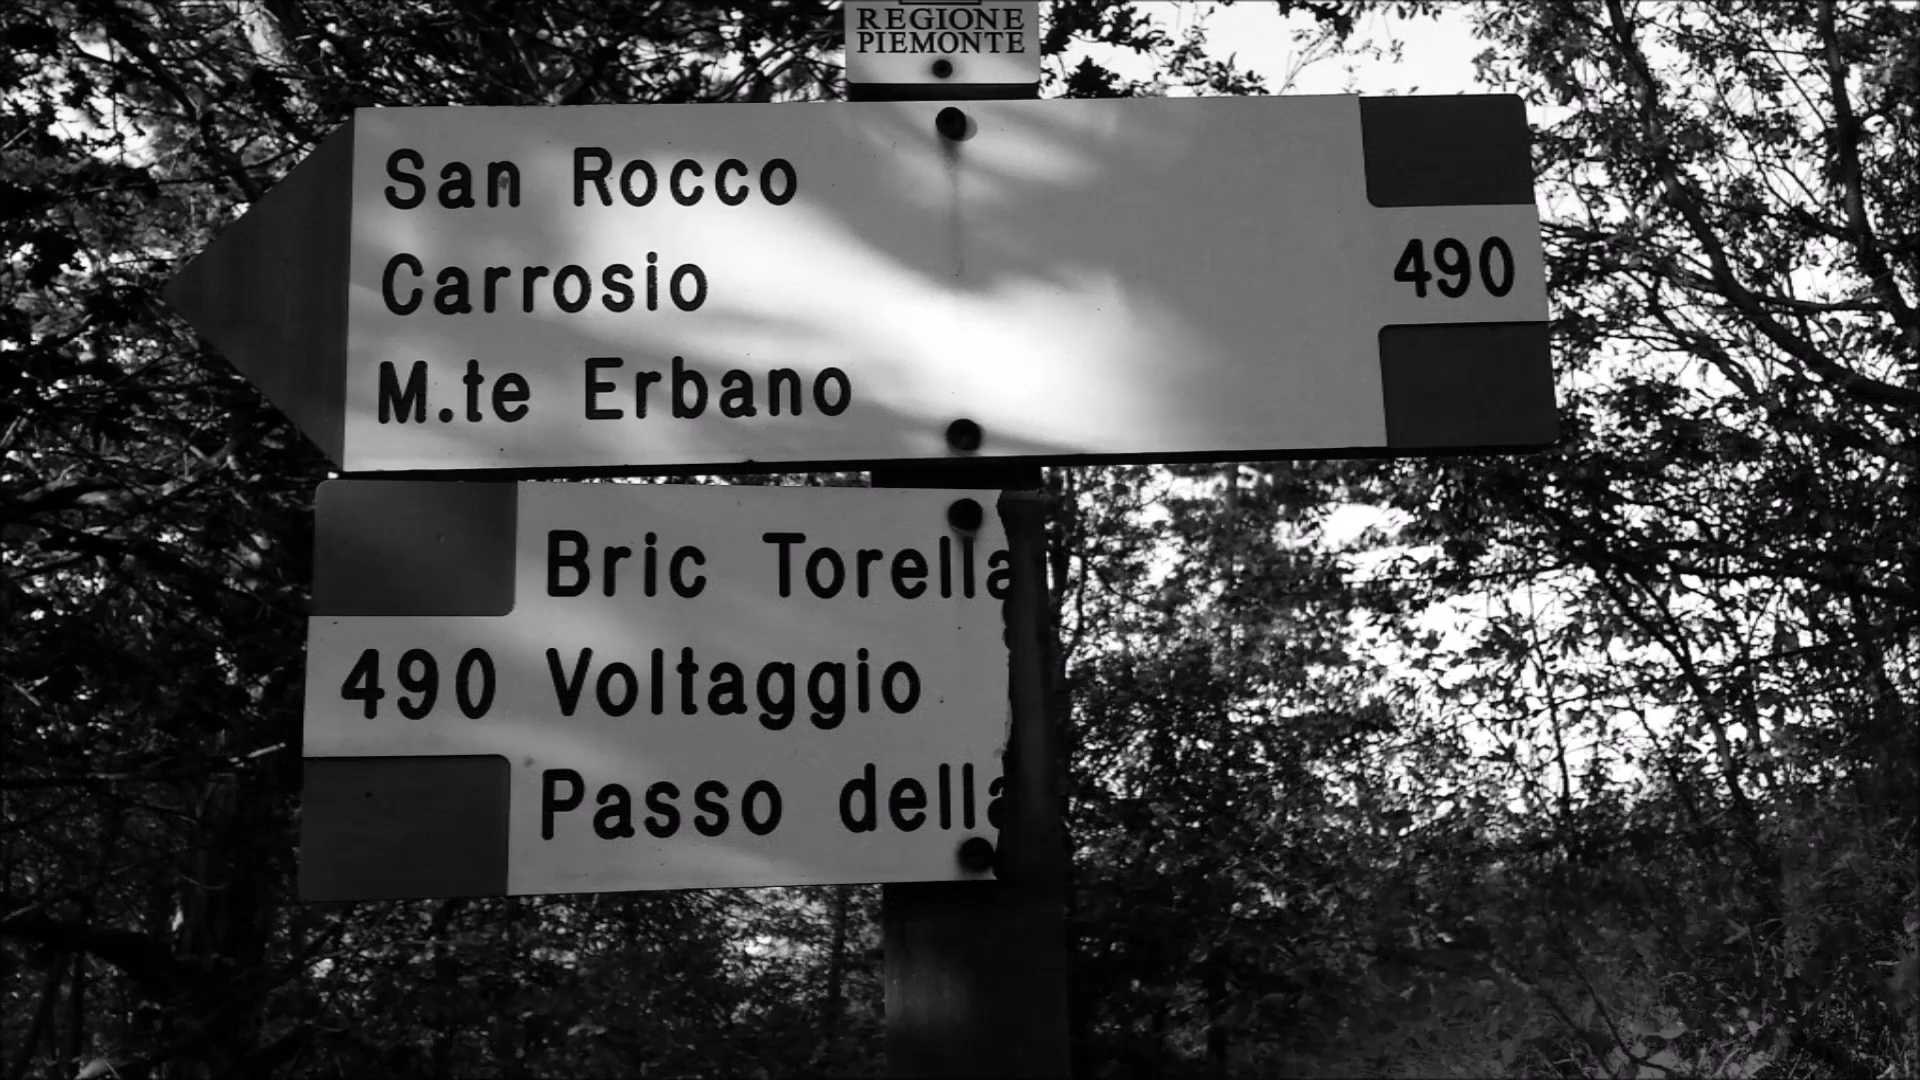 REGIONE
PIEMONTE
San Rocco
Carrosio
M.te Erbano
490
Bric Torella
490 Voltaggio
Passo della